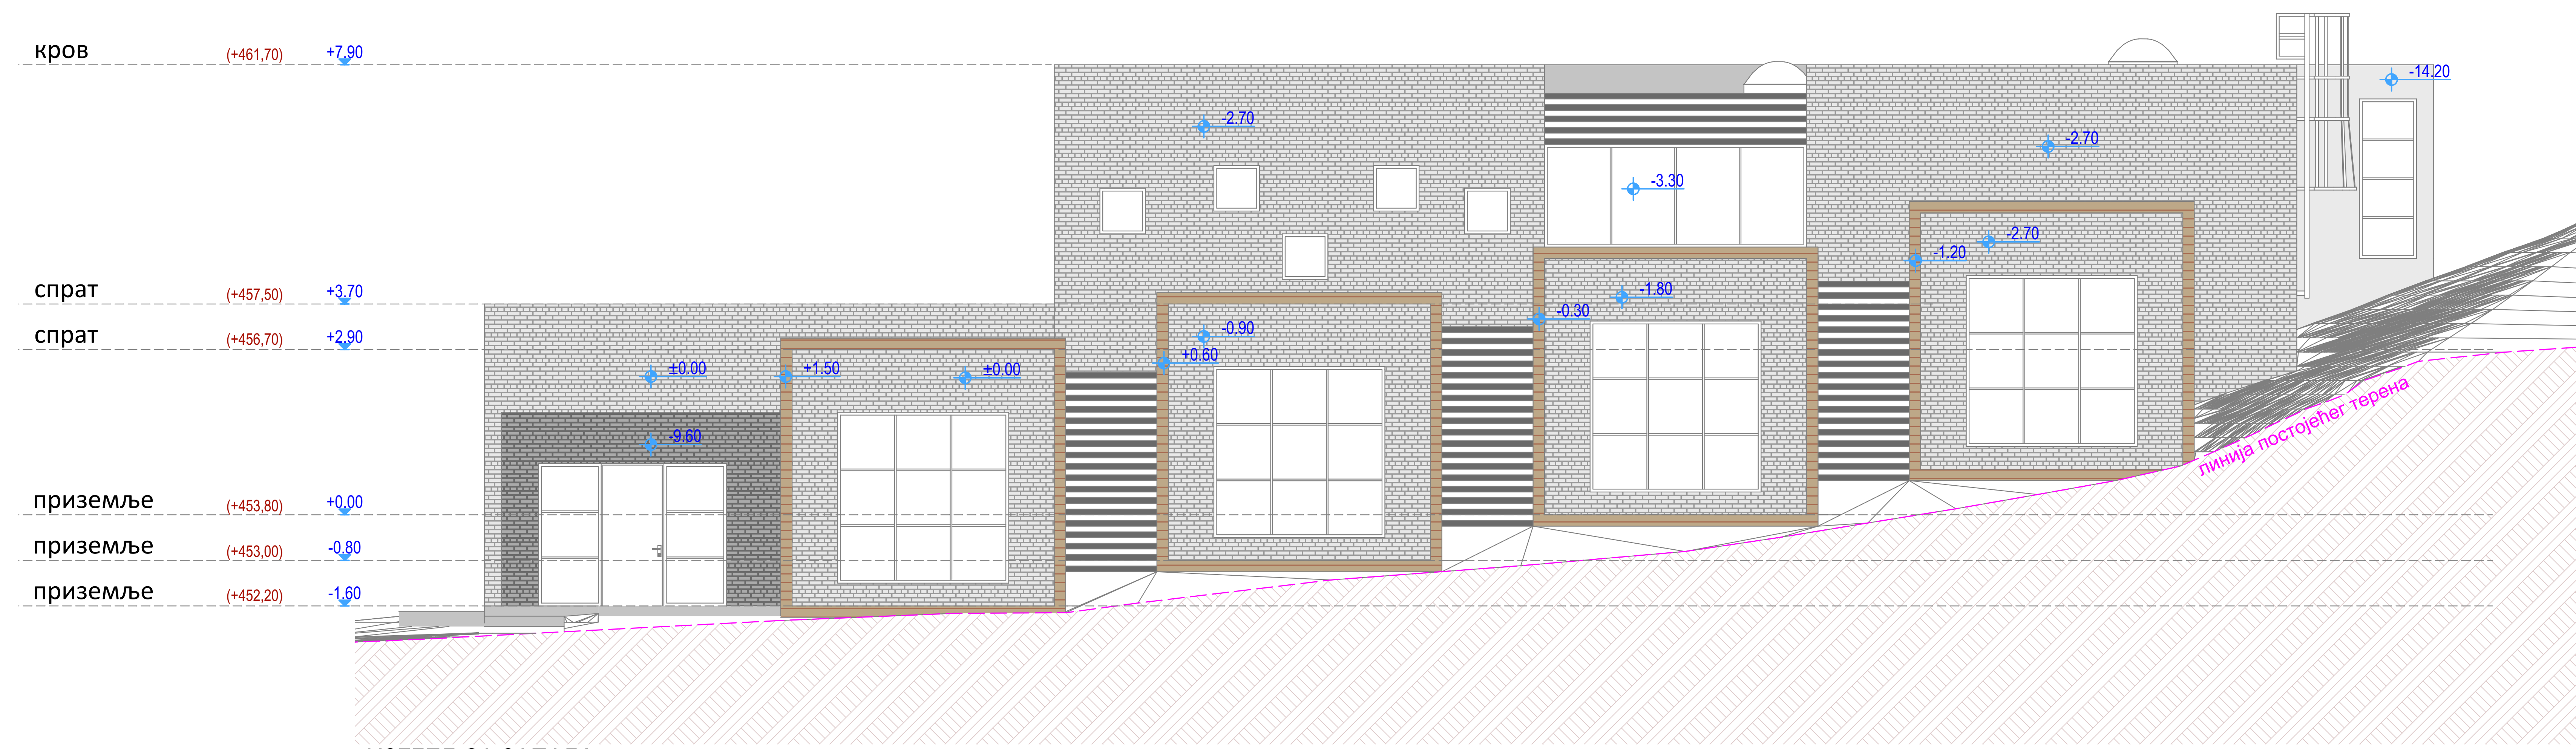 кров (+461,70) +7.90
-14.20
-2.70
-2.70
-3.30
-2.70
-1.20
спрат (+457,50) +3.70
-1.80
-0.30
спрат (+456,70) +2.90
-0.90
+0.60
±0.00
+1.50
±0.00
линија постојећег терена
-9.60
приземље (+453,80) +0.00
приземље (+453,00) -0.80
приземље (+452,20) -1.60